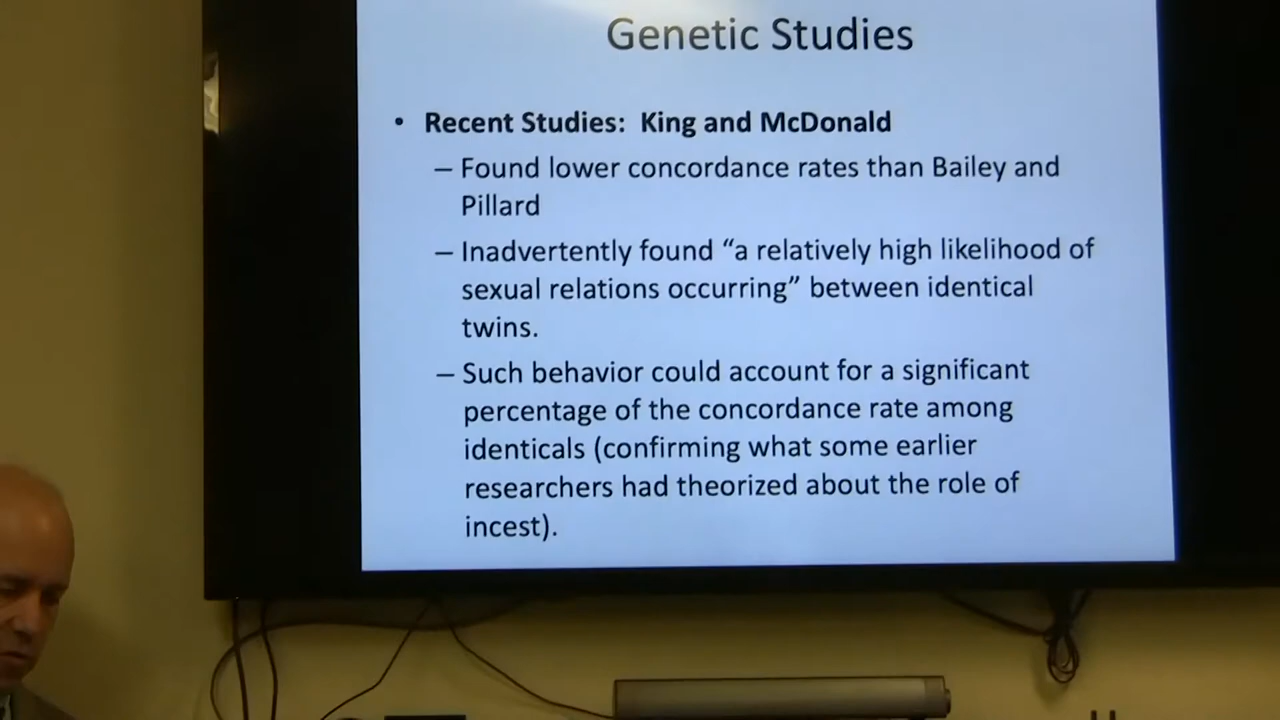 Genetic Studies
• Recent Studies: King and McDonald
– Found lower concordance rates than Bailey and
Pillard
– Inadvertently found “a relatively high likelihood of
sexual relations occurring” between identical
twins.
– Such behavior could account for a significant
percentage of the concordance rate among
identicals (confirming what some earlier
researchers had theorized about the role of
incest).